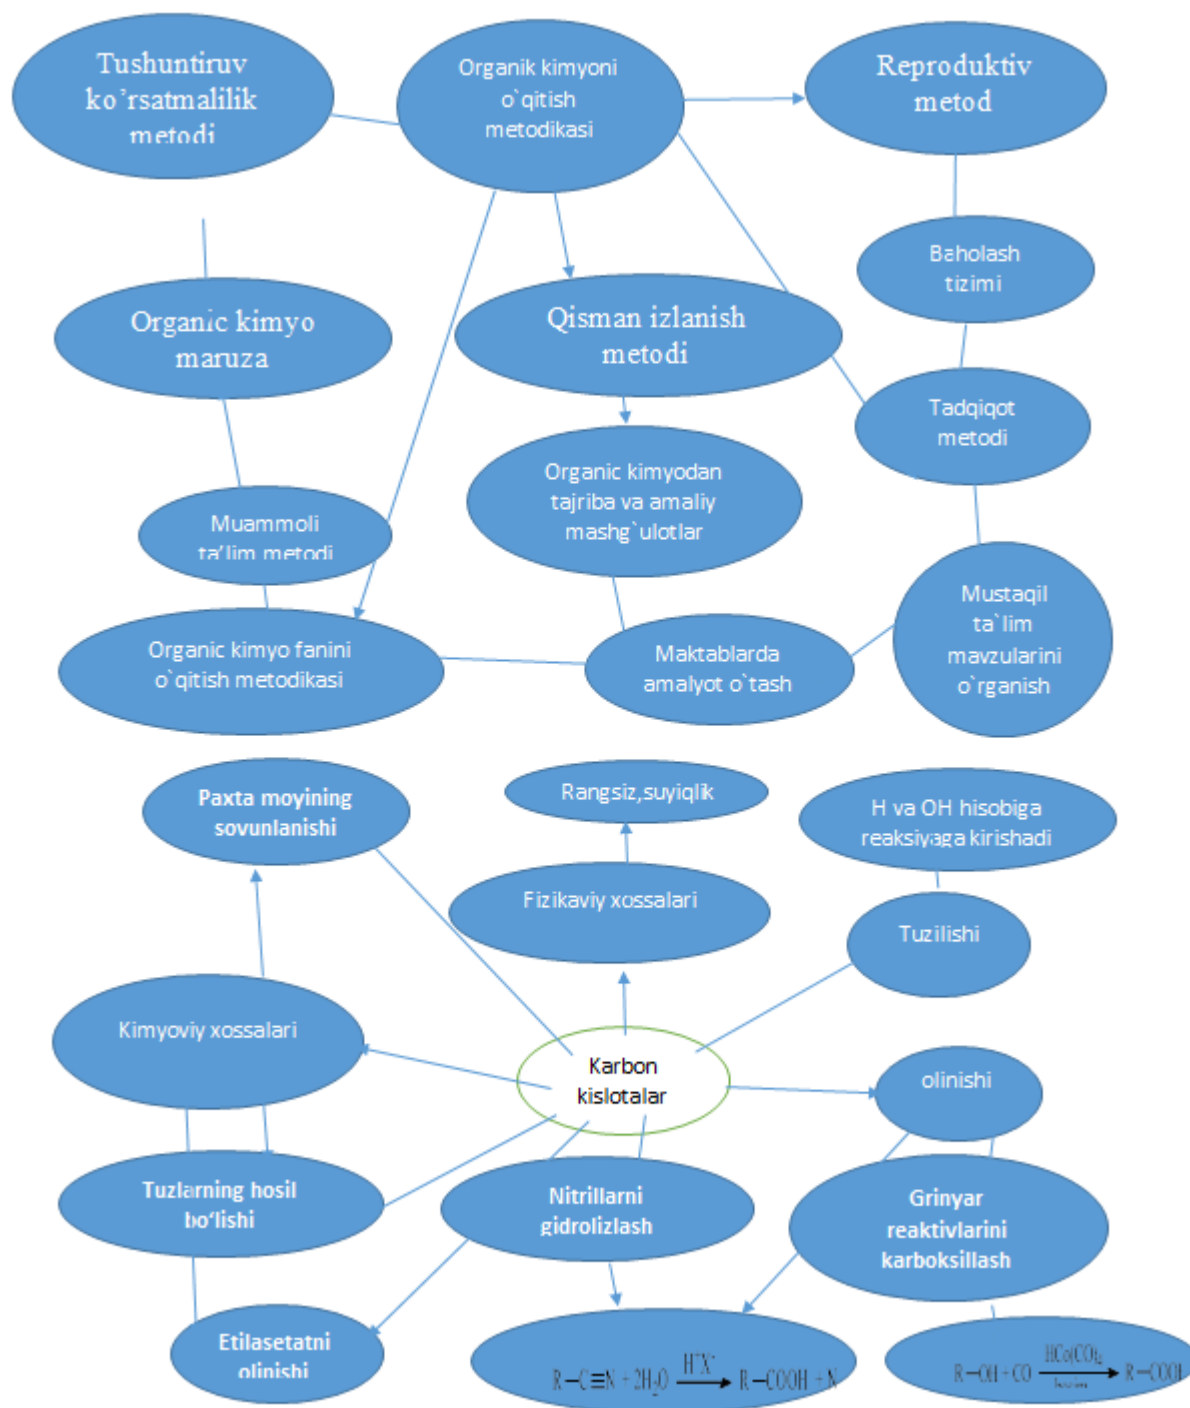 Tushuntiruv
ko’rsatmalilik
metodi
Organik kimyoni
o`qitish
metodikasi
Reproduktiv
metod
Baholash
tizimi
Organic kimyo
maruza
Qisman izlanish
metodi
Tadqiqot
metodi
Organic kimyodan
tajriba va amaliy
mashg`ulotlar
Muammoli
ta’lim metodi
Mustaqil
ta`lim
mavzularini
o`rganish
Organic kimyo fanini
o`qitish metodikasi
Maktablarda
amalyot o`tash
Paxta moyining
sovunlanishi
Rangsiz,suyiqlik
H va OH hisobiga
reaksiyaga kirishadi
Fizikaviy xossalari
Tuzilishi
Kimyoviy xossalari
Karbon
kislotalar
olinishi
Tuzlarning hosil
bo‘lishi
Nitrillarni
gidrolizlash
Grinyar
reaktivlarini
karboksillash
Etilasetatni
olinishi
R−C≡N + 2H₂O H⁺X⁻ → R−COOH + N
R−OH + CO HCo(CO)₄ → R−COOH